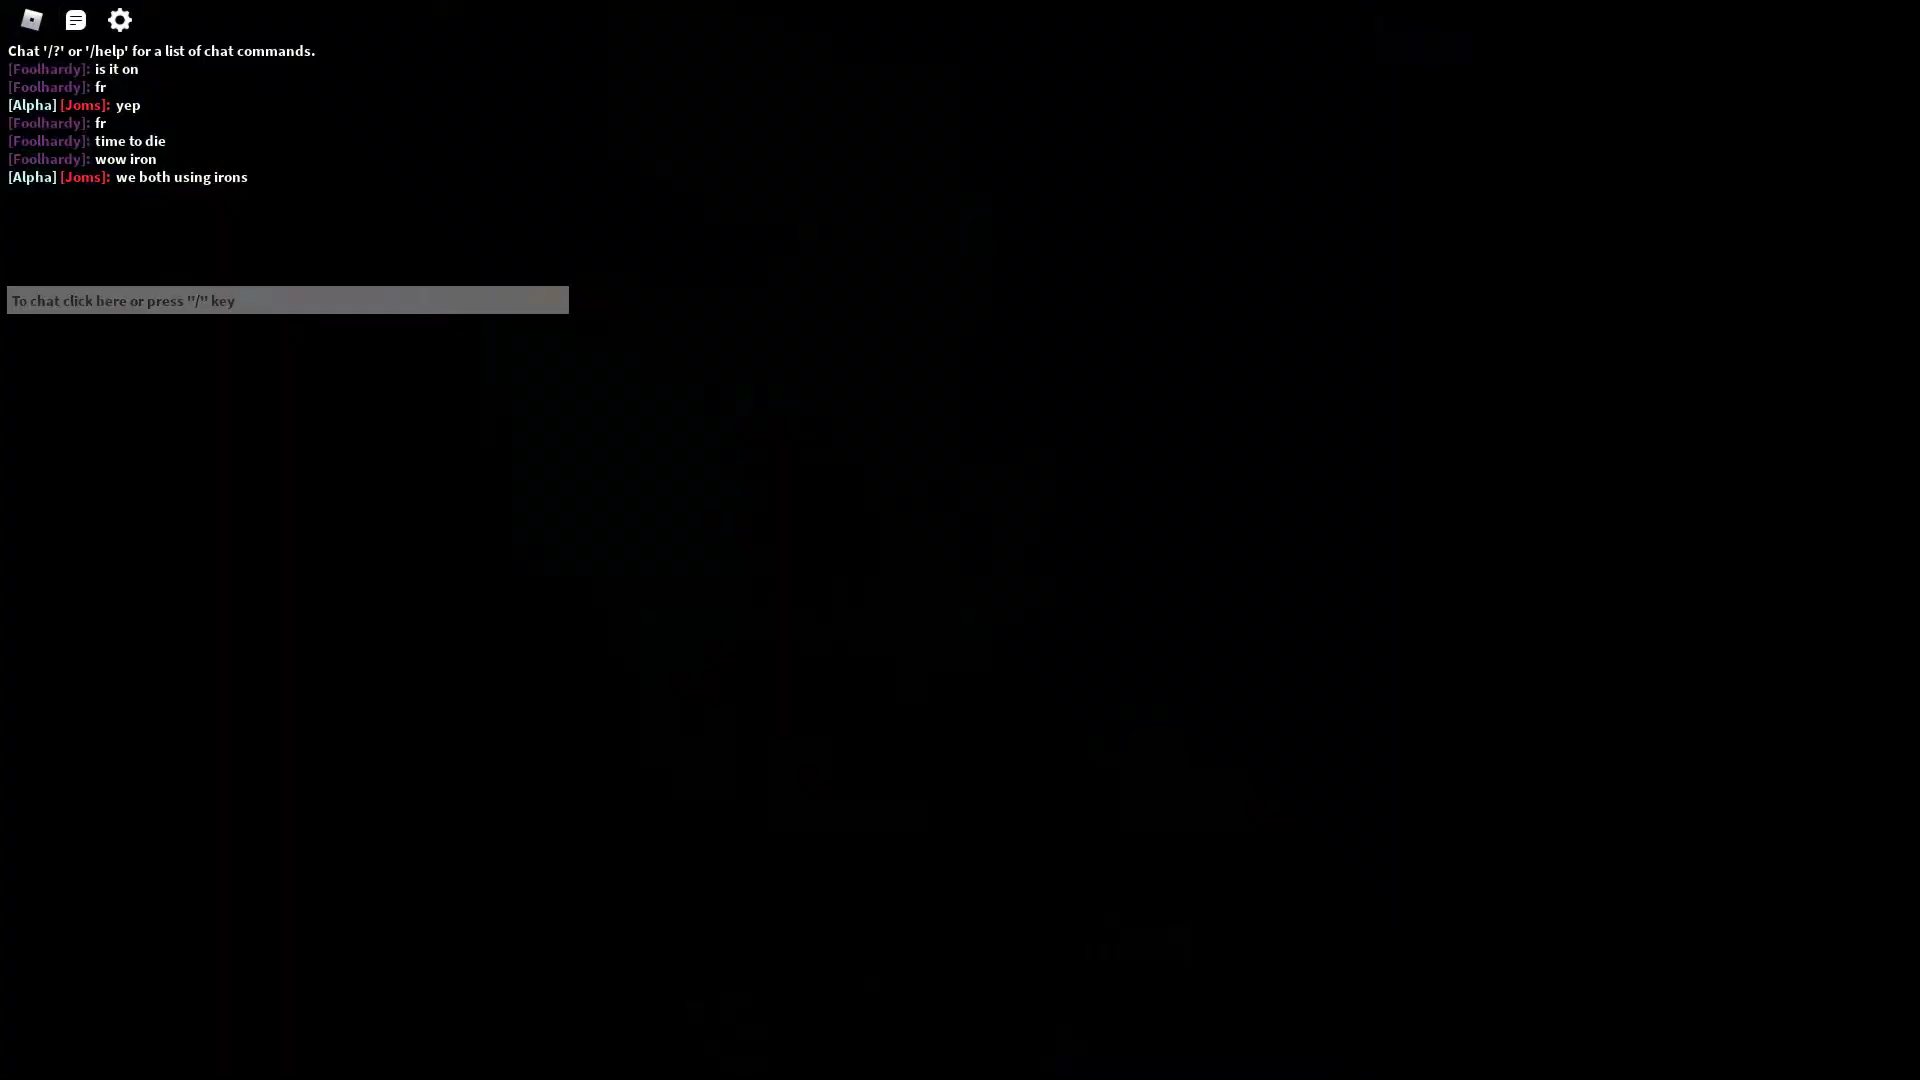 Chat '/?' or '/help' for a list of chat commands.
[Foolhardy]: is it on
[Foolhardy]: fr
[Alpha] [Joms]: yep
[Foolhardy]: fr
[Foolhardy]: time to die
[Foolhardy]: wow iron
[Alpha] [Joms]: we both using irons
To chat click here or press "/" key